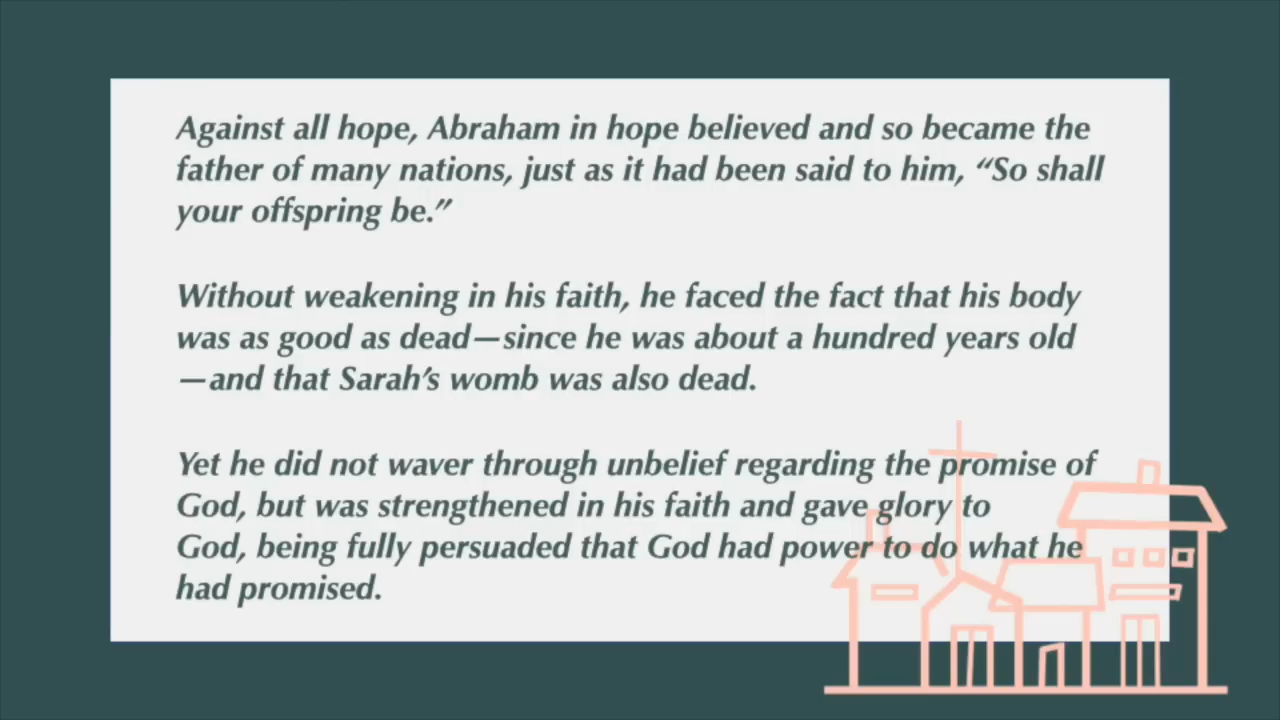 Against all hope, Abraham in hope believed and so became the
father of many nations, just as it had been said to him, “So shall
your offspring be.”
Without weakening in his faith, he faced the fact that his body
was as good as dead—since he was about a hundred years old
—and that Sarah’s womb was also dead.
Yet he did not waver through unbelief regarding the promise of
God, but was strengthened in his faith and gave glory to
God, being fully persuaded that God had power to do what he
had promised.